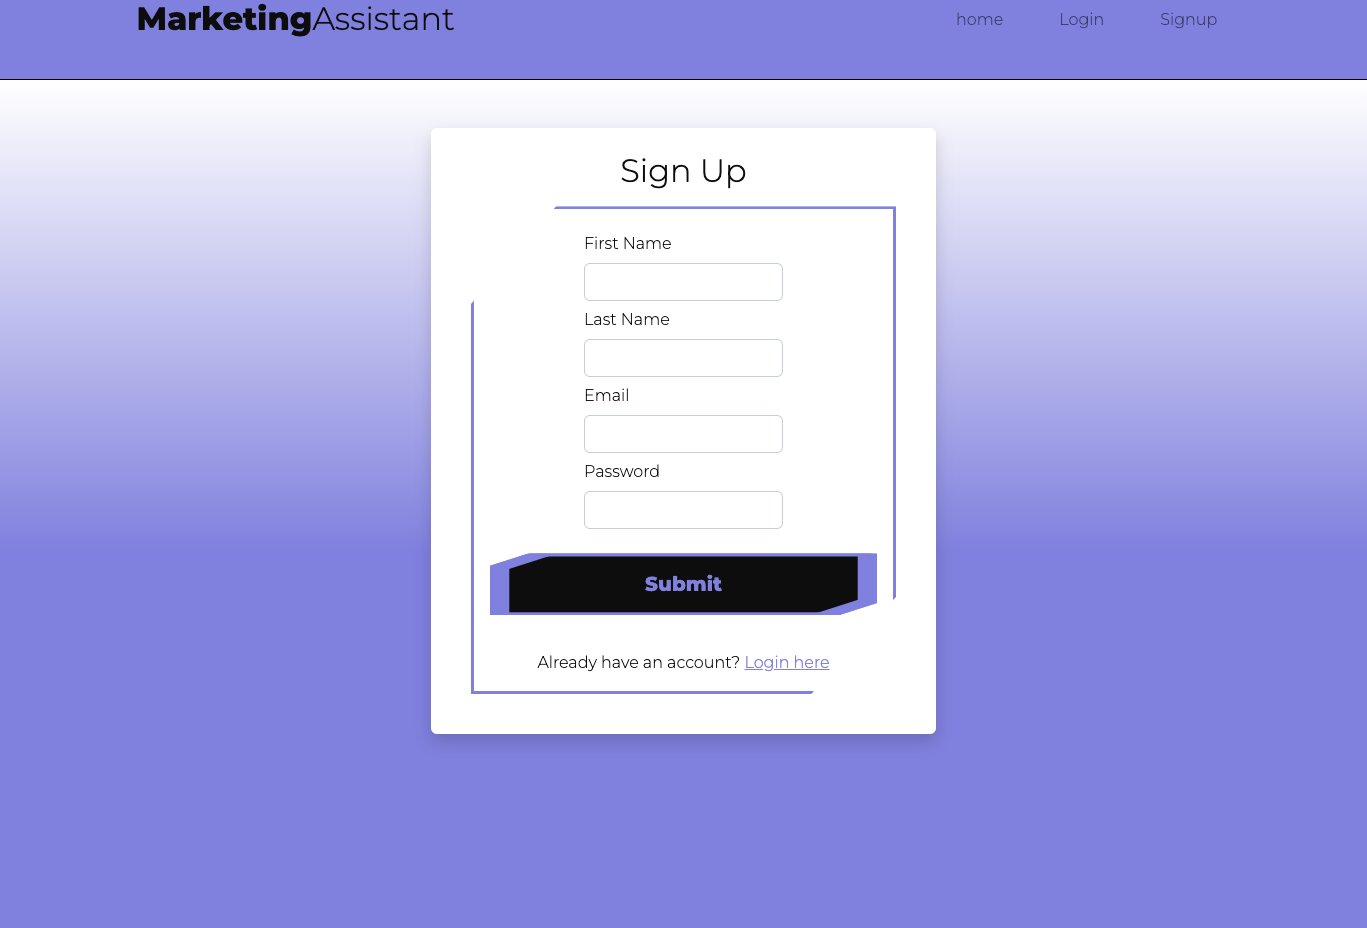 MarketingAssistant
home Login Signup
Sign Up
First Name
Last Name
Email
Password
Submit
Already have an account? Login here